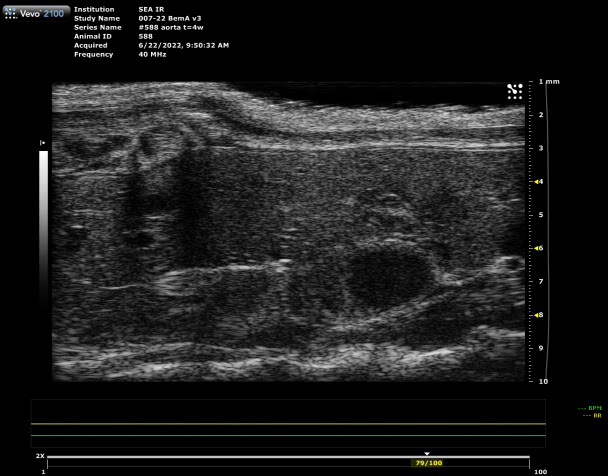 Vevo 2100
Institution SEA IR
Study Name 007-22 BemA v3
Series Name #588 aorta t=4w
Animal ID 588
Acquired 6/22/2022, 9:50:32 AM
Frequency 40 MHz
1 mm
2
3
4
5
6
7
8
9
10
--- BPM
--- RR
2X
79/100
1 100